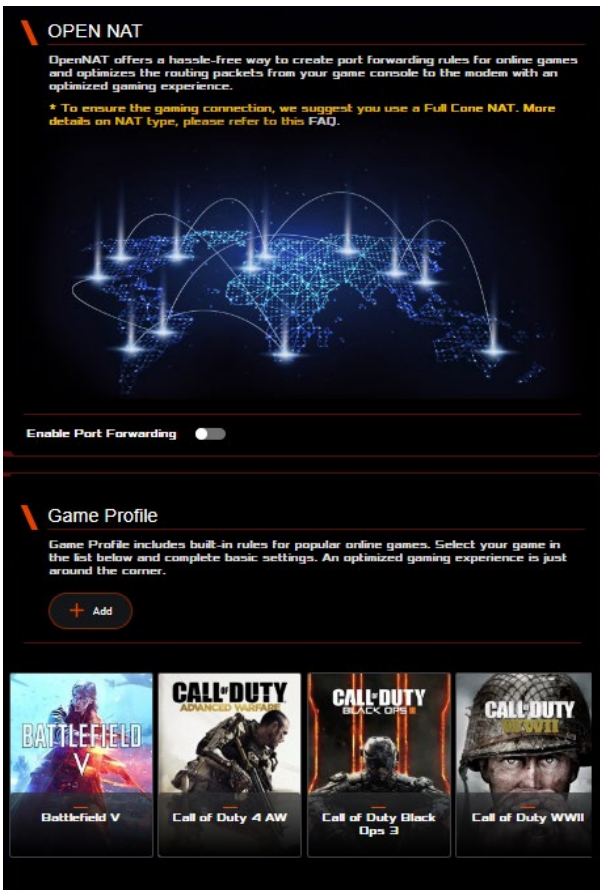 OPEN NAT
OpenNAT offers a hassle-free way to create port forwarding rules for online games
and optimizes the routing packets from your game console to the modem with an
optimized gaming experience.
* To ensure the gaming connection, we suggest you use a Full Cone NAT. More
details on NAT type, please refer to this FAQ.
Enable Port Forwarding
Game Profile
Game Profile includes built-in rules for popular online games. Select your game in
the list below and complete basic settings. An optimized gaming experience is just
around the corner.
+ Add
BATTLEFIELD
V
CALL OF DUTY
ADVANCED WARFARE
CALL OF DUTY
BLACK OPS III
CALL OF DUTY
WWII
Battlefield V
Call of Duty 4 AW
Call of Duty Black
Ops 3
Call of Duty WWII